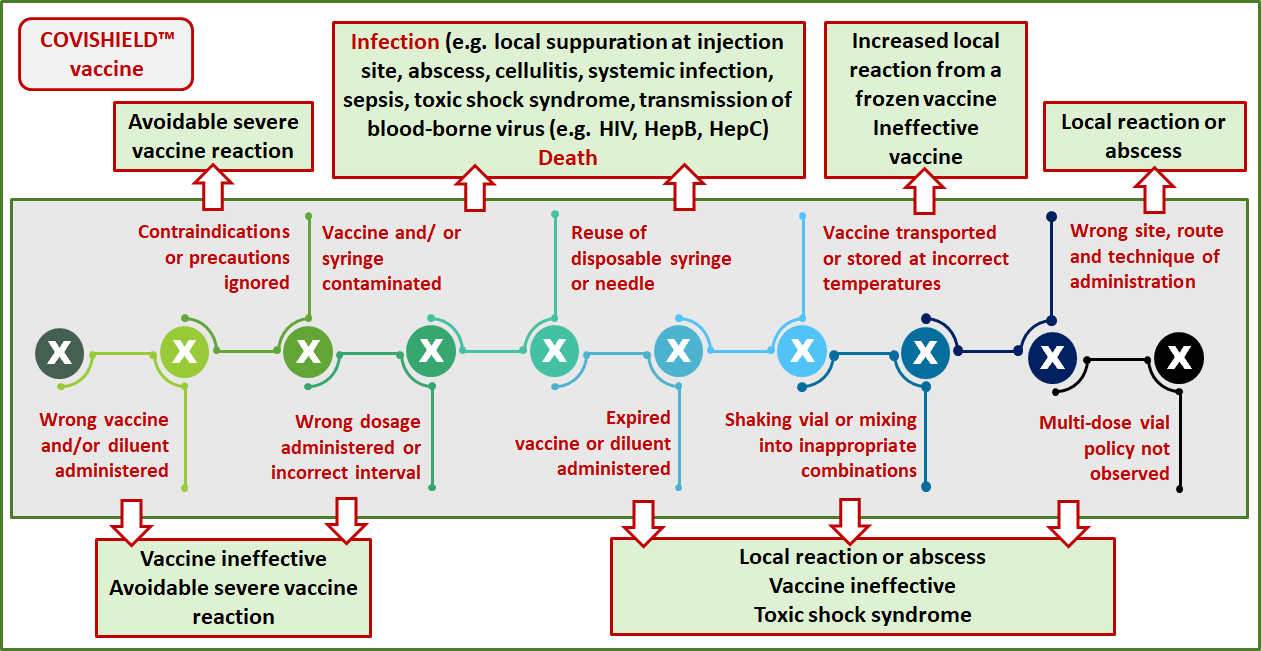 COVISHIELD™
vaccine
Avoidable severe
vaccine reaction
Infection (e.g. local suppuration at injection
site, abscess, cellulitis, systemic infection,
sepsis, toxic shock syndrome, transmission of
blood-borne virus (e.g. HIV, HepB, HepC)
Death
Increased local
reaction from a
frozen vaccine
Ineffective
vaccine
Local reaction or
abscess
Contraindications
or precautions
ignored
Vaccine and/ or
syringe
contaminated
Reuse of
disposable syringe
or needle
Vaccine transported
or stored at incorrect
temperatures
Wrong site, route
and technique of
administration
X X X X X X X X X X
Wrong vaccine
and/or diluent
administered
Wrong dosage
administered or
incorrect interval
Expired
vaccine or diluent
administered
Shaking vial or mixing
into inappropriate
combinations
Multi-dose vial
policy not
observed
Vaccine ineffective
Avoidable severe vaccine
reaction
Local reaction or abscess
Vaccine ineffective
Toxic shock syndrome